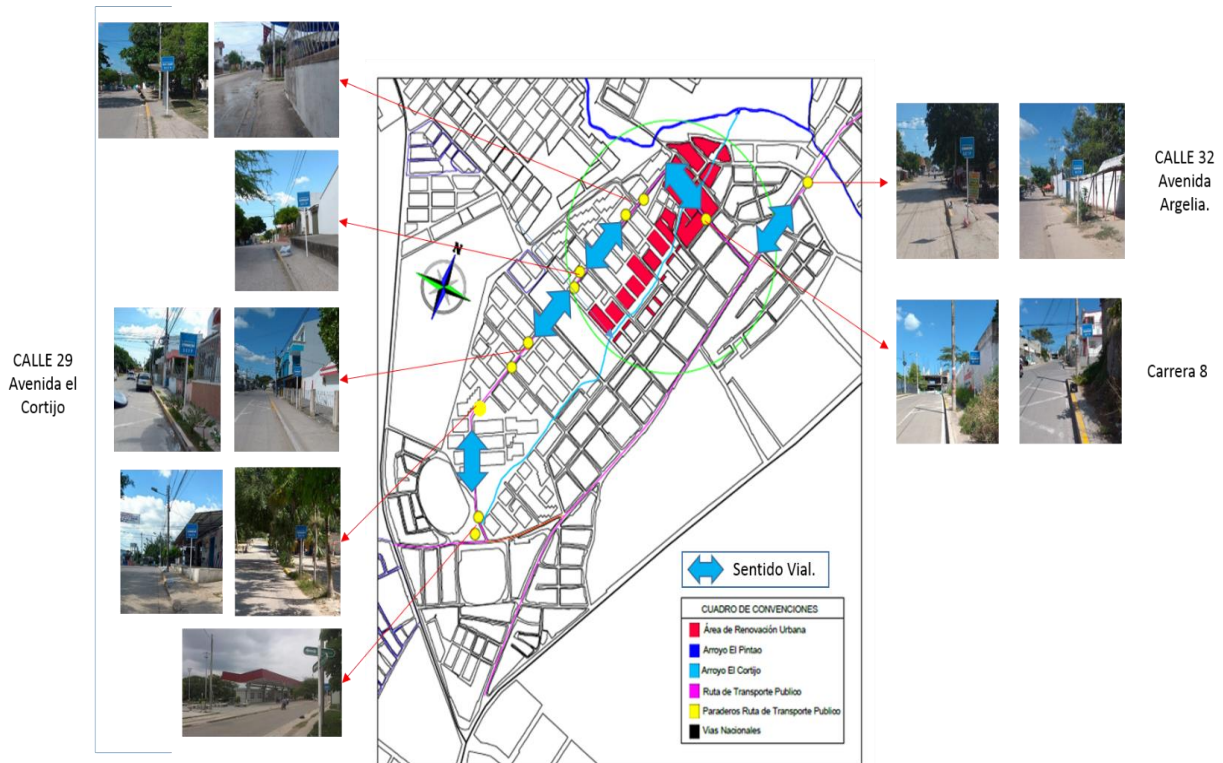 CALLE 29
Avenida el
Cortijo
N
Sentido Vial.
CUADRO DE CONVENCIONES
Área de Renovación Urbana
Arroyo El Pintao
Arroyo El Cortijo
Ruta de Transporte Publico
Paraderos Ruta de Transporte Publico
Vias Nacionales
CALLE 32
Avenida
Argelia.
Carrera 8